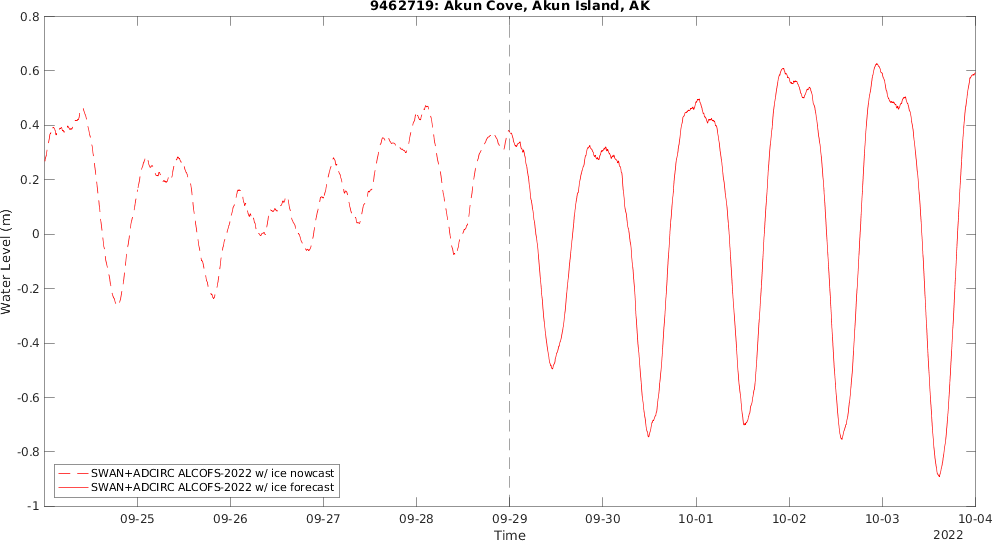 9462719: Akun Cove, Akun Island, AK
0.8
0.6
0.4
0.2
0
-0.2
-0.4
-0.6
-0.8
-1
Water Level (m)
SWAN+ADCIRC ALCOFS-2022 w/ ice nowcast
SWAN+ADCIRC ALCOFS-2022 w/ ice forecast
09-25 09-26 09-27 09-28 09-29 09-30 10-01 10-02 10-03 10-04
Time
2022